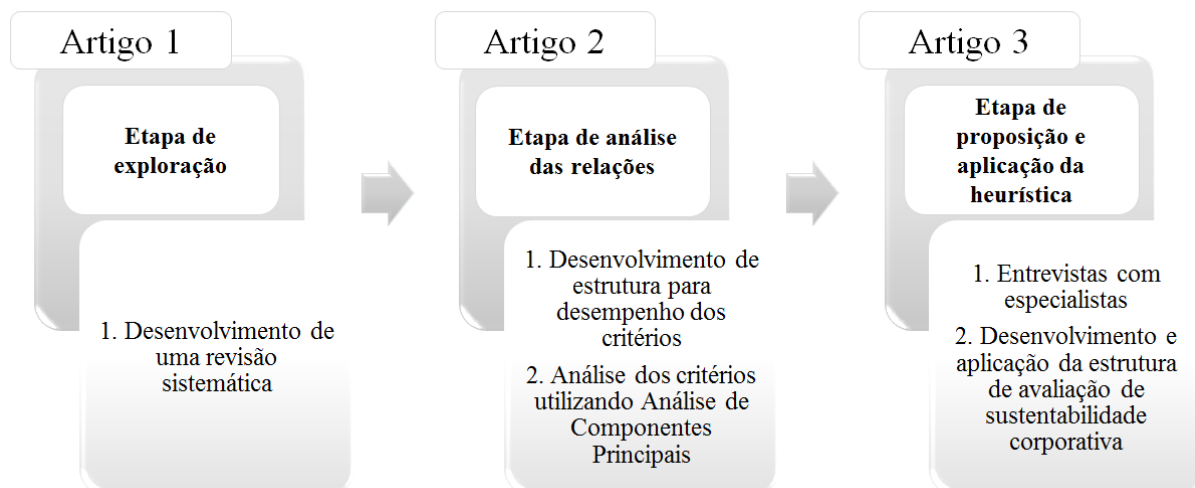 Artigo 1
Etapa de
exploração
1. Desenvolvimento de
uma revisão
sistemática
Artigo 2
Etapa de análise
das relações
1. Desenvolvimento de
estrutura para
desempenho dos
critérios
2. Análise dos critérios
utilizando Análise de
Componentes
Principais
Artigo 3
Etapa de
proposição e
aplicação da
heurística
1. Entrevistas com
especialistas
2. Desenvolvimento e
aplicação da estrutura
de avaliação de
sustentabilidade
corporativa